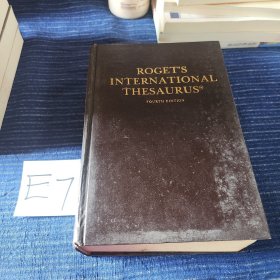 ROGET'S
INTERNATIONAL
THESAURUS®
FOURTH EDITION
E7